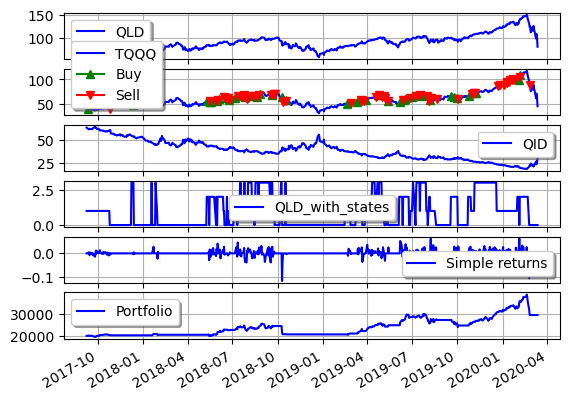 150
100
QLD
TQQQ
Buy
Sell
100
50
50
25
QID
2.5
0.0
QLD_with_states
0.0
−0.1
Simple returns
30000
20000
Portfolio
2017-10
2018-01
2018-04
2018-07
2018-10
2019-01
2019-04
2019-07
2019-10
2020-01
2020-04